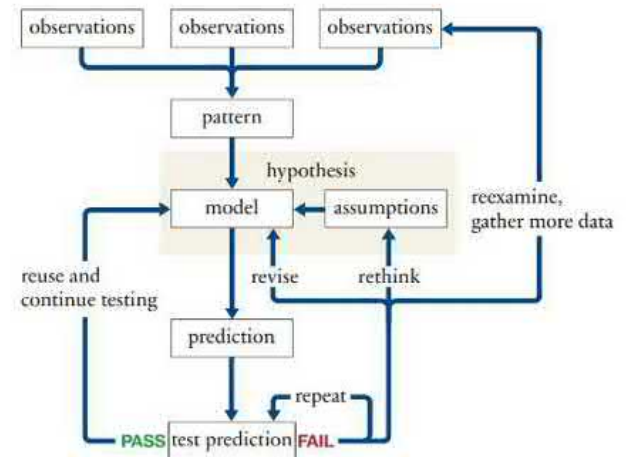 observations observations observations
pattern
hypothesis
model assumptions
reexamine,
gather more data
reuse and
continue testing
revise rethink
prediction
repeat
PASS test prediction FAIL